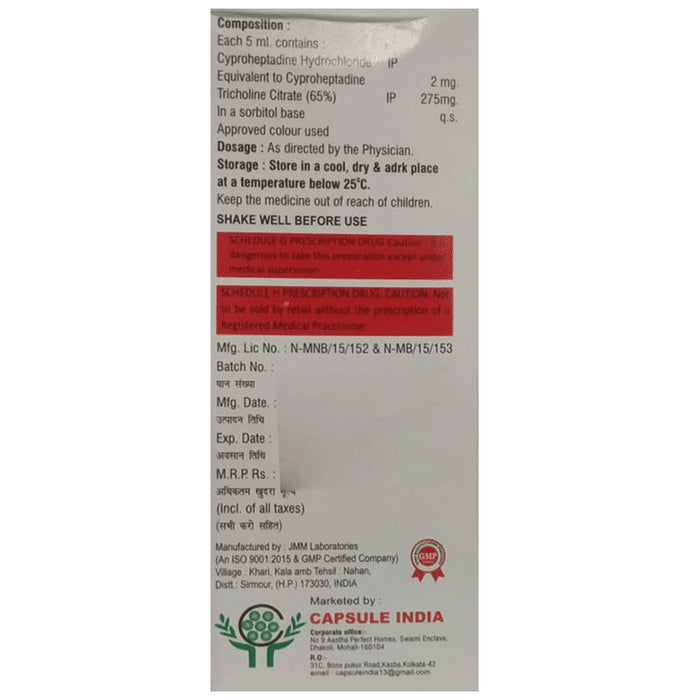 Composition :
Each 5 ml. contains :
Cyproheptadine Hydrochloride IP
Equivalent to Cyproheptadine 2 mg.
Tricholine Citrate (65%) IP 275mg.
In a sorbitol base q.s.
Approved colour used
Dosage : As directed by the Physician.
Storage : Store in a cool, dry & adrk place
at a temperature below 25°C.
Keep the medicine out of reach of children.
SHAKE WELL BEFORE USE
SCHEDULE G PRESCRIPTION DRUG Caution : It is
dangerous to take this preparation except under
medical supervision
SCHEDULE H PRESCRIPTION DRUG: CAUTION: Not
to be sold by retail without the prescription of a
Registered Medical Practitioner
Mfg. Lic No. : N-MNB/15/152 & N-MB/15/153
Batch No. :
पान संख्या
Mfg. Date. :
उत्पादन तिथि
Exp. Date :
अवसान तिथि
M.R.P. Rs. :
अधिकतम खुदरा मूल्य
(Incl. of all taxes)
(सभी करो सहित)
Manufactured by : JMM Laboratories
(An ISO 9001:2015 & GMP Certified Company)
Village : Khari, Kala amb Tehsil : Nahan,
Distt.: Sirmour, (H.P.) 173030, INDIA
GMP
Marketed by :
CAPSULE INDIA
Corporate office:-
No 9 Aastha Perfect Homes, Swami Enclave,
Dhakoli, Mohali-160104
R.O:-
31C, Bose pukur Road,Kasba,Kolkata-42
email : capsuleindia13@gmail.com